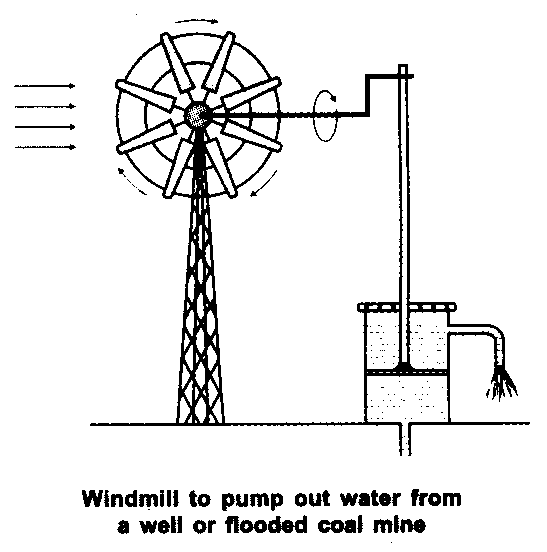 Windmill to pump out water from
a well or flooded coal mine